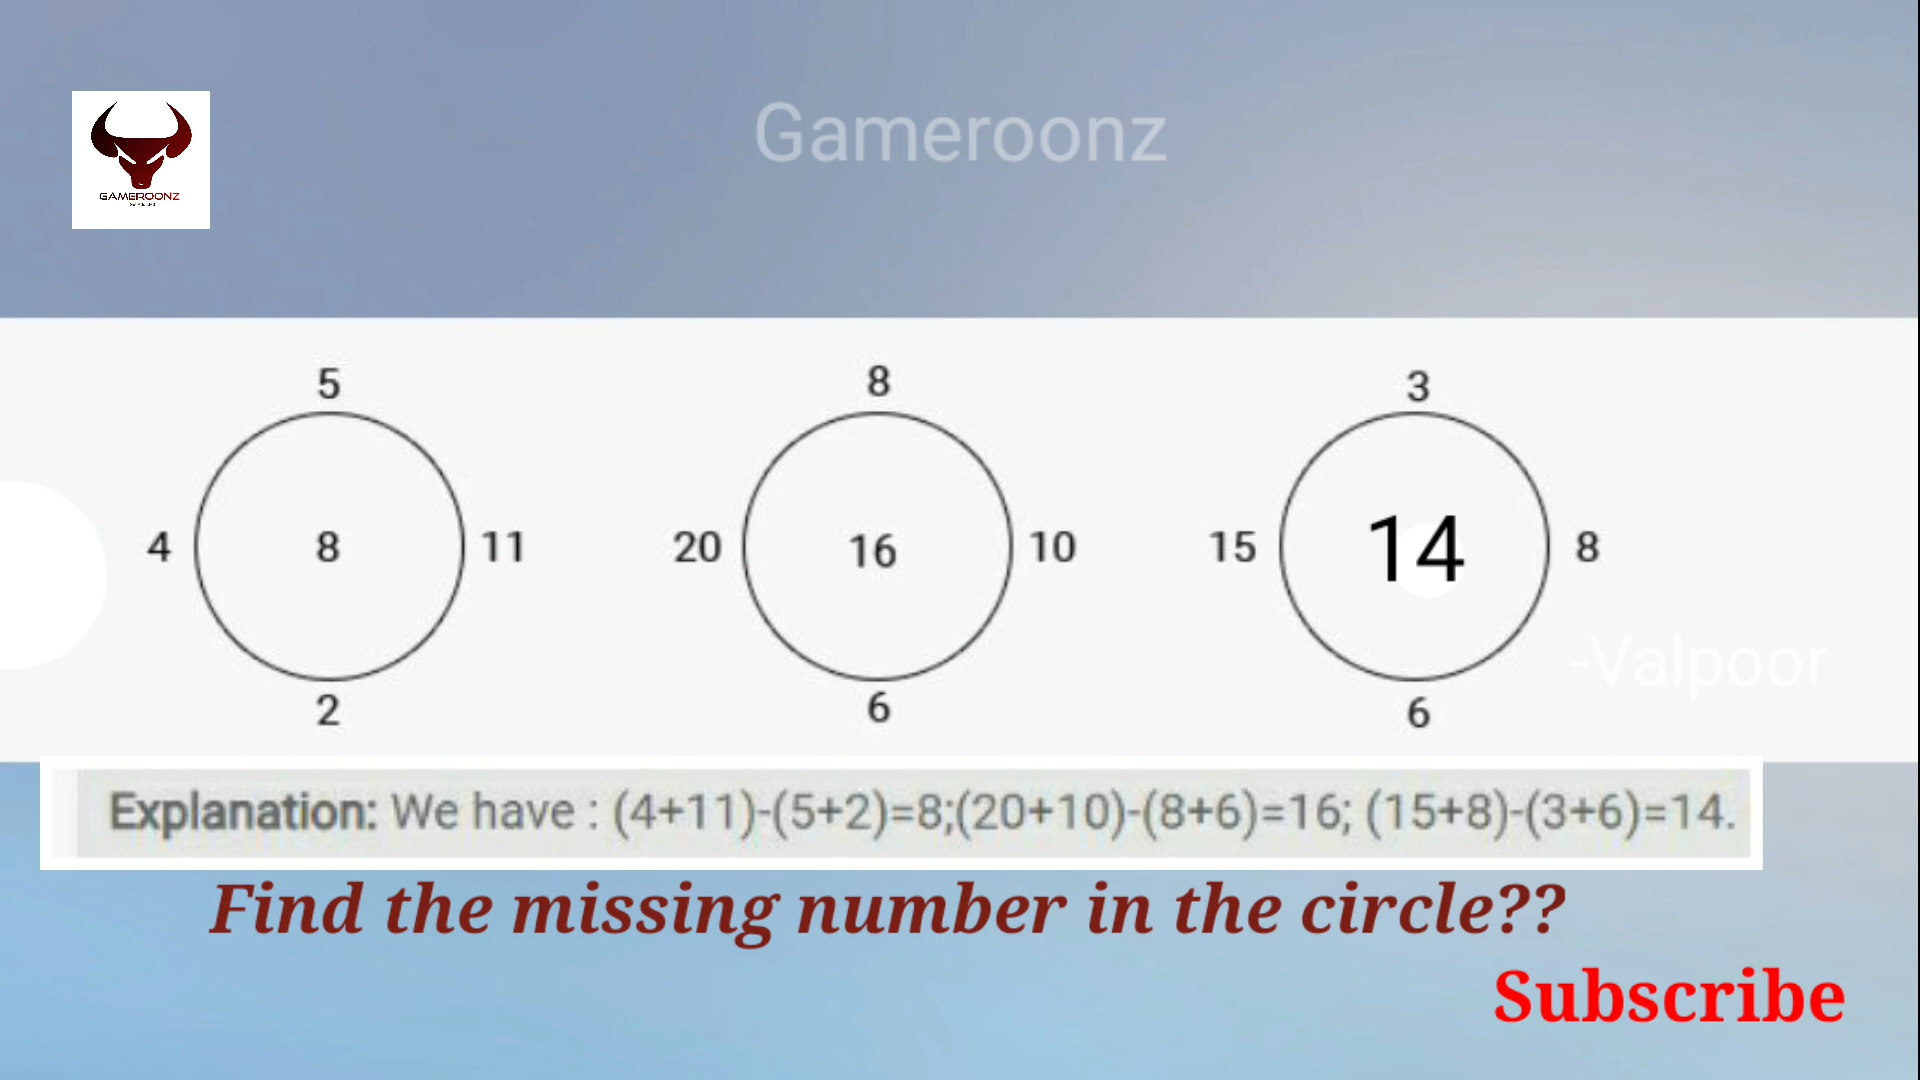 Gameroonz
GAMEROONZ
5 8 3
4 8 11 20 16 10 15 14 8
-Valpoor
2 6 6
Explanation: We have : (4+11)-(5+2)=8;(20+10)-(8+6)=16; (15+8)-(3+6)=14.
Find the missing number in the circle??
Subscribe